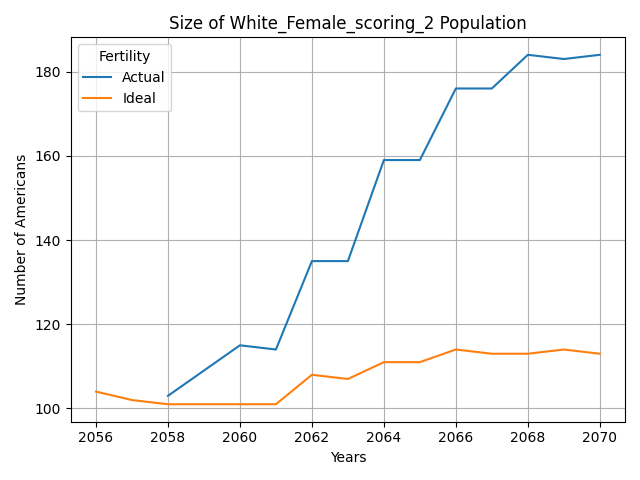 Size of White_Female_scoring_2 Population
Fertility
Actual
Ideal
180
160
140
120
100
Number of Americans
2056 2058 2060 2062 2064 2066 2068 2070
Years